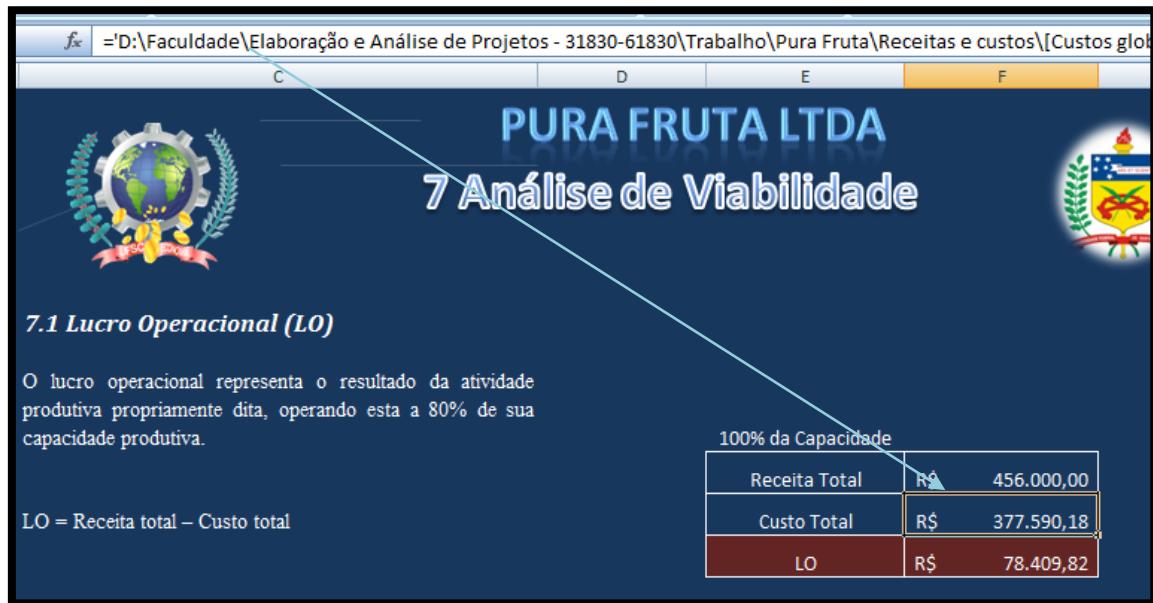 fx ='D:\Faculdade\Elaboração e Análise de Projetos - 31830-61830\Trabalho\Pura Fruta\Receitas e custos\[Custos glob
C D E F
PURA FRUTA LTDA
7 Análise de Viabilidade
7.1 Lucro Operacional (LO)
O lucro operacional representa o resultado da atividade
produtiva propriamente dita, operando esta a 80% de sua
capacidade produtiva.
100% da Capacidade
Receita Total R$ 456.000,00
LO = Receita total – Custo total
Custo Total R$ 377.590,18
LO R$ 78.409,82